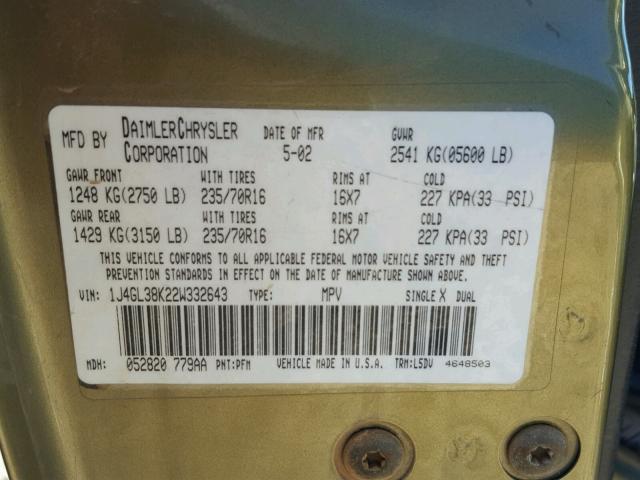 MFD BY DAIMLERCHRYSLER CORPORATION DATE OF MFR 5-02 GVWR 2541 KG(05600 LB)
GAWR FRONT WITH TIRES RIMS AT COLD
1248 KG(2750 LB) 235/70R16 16X7 227 KPA(33 PSI)
GAWR REAR WITH TIRES RIMS AT COLD
1429 KG(3150 LB) 235/70R16 16X7 227 KPA(33 PSI)
THIS VEHICLE CONFORMS TO ALL APPLICABLE FEDERAL MOTOR VEHICLE SAFETY AND THEFT
PREVENTION STANDARDS IN EFFECT ON THE DATE OF MANUFACTURE SHOWN ABOVE.
VIN: 1J4GL38K22W332643 TYPE: MPV SINGLE X DUAL
MDH: 052820 779AA PNT:PFM VEHICLE MADE IN U.S.A. TRM:L5DV 4648503